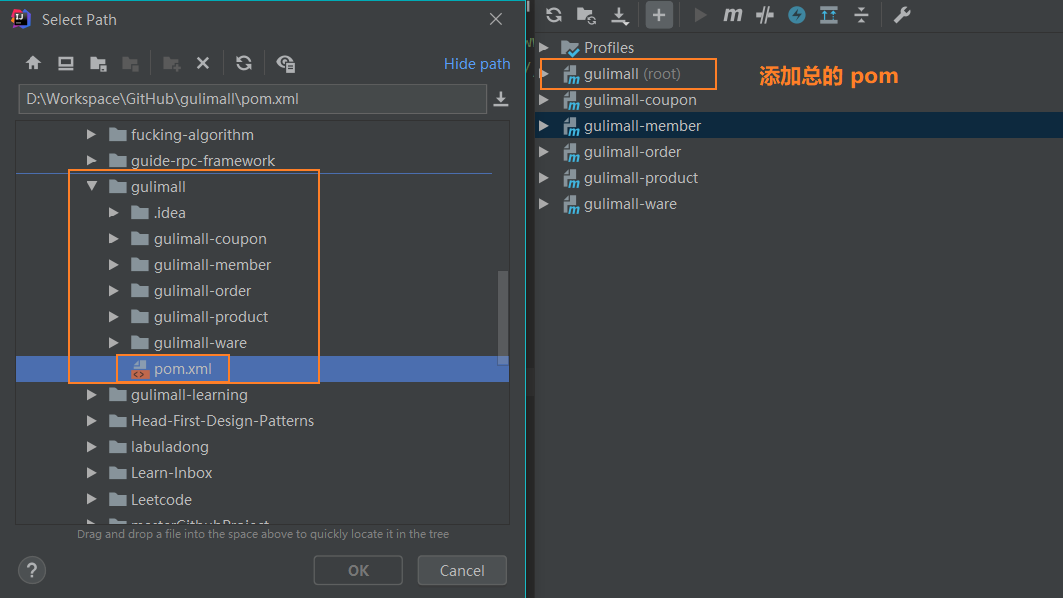 Select Path
Hide path
D:\Workspace\GitHub\gulimall\pom.xml
fucking-algorithm
guide-rpc-framework
gulimall
.idea
gulimall-coupon
gulimall-member
gulimall-order
gulimall-product
gulimall-ware
pom.xml
gulimall-learning
Head-First-Design-Patterns
labuladong
Learn-Inbox
Leetcode
Drag and drop a file into the space above to quickly locate it in the tree
?
OK
Cancel
m
Profiles
gulimall (root)
添加总的 pom
gulimall-coupon
gulimall-member
gulimall-order
gulimall-product
gulimall-ware